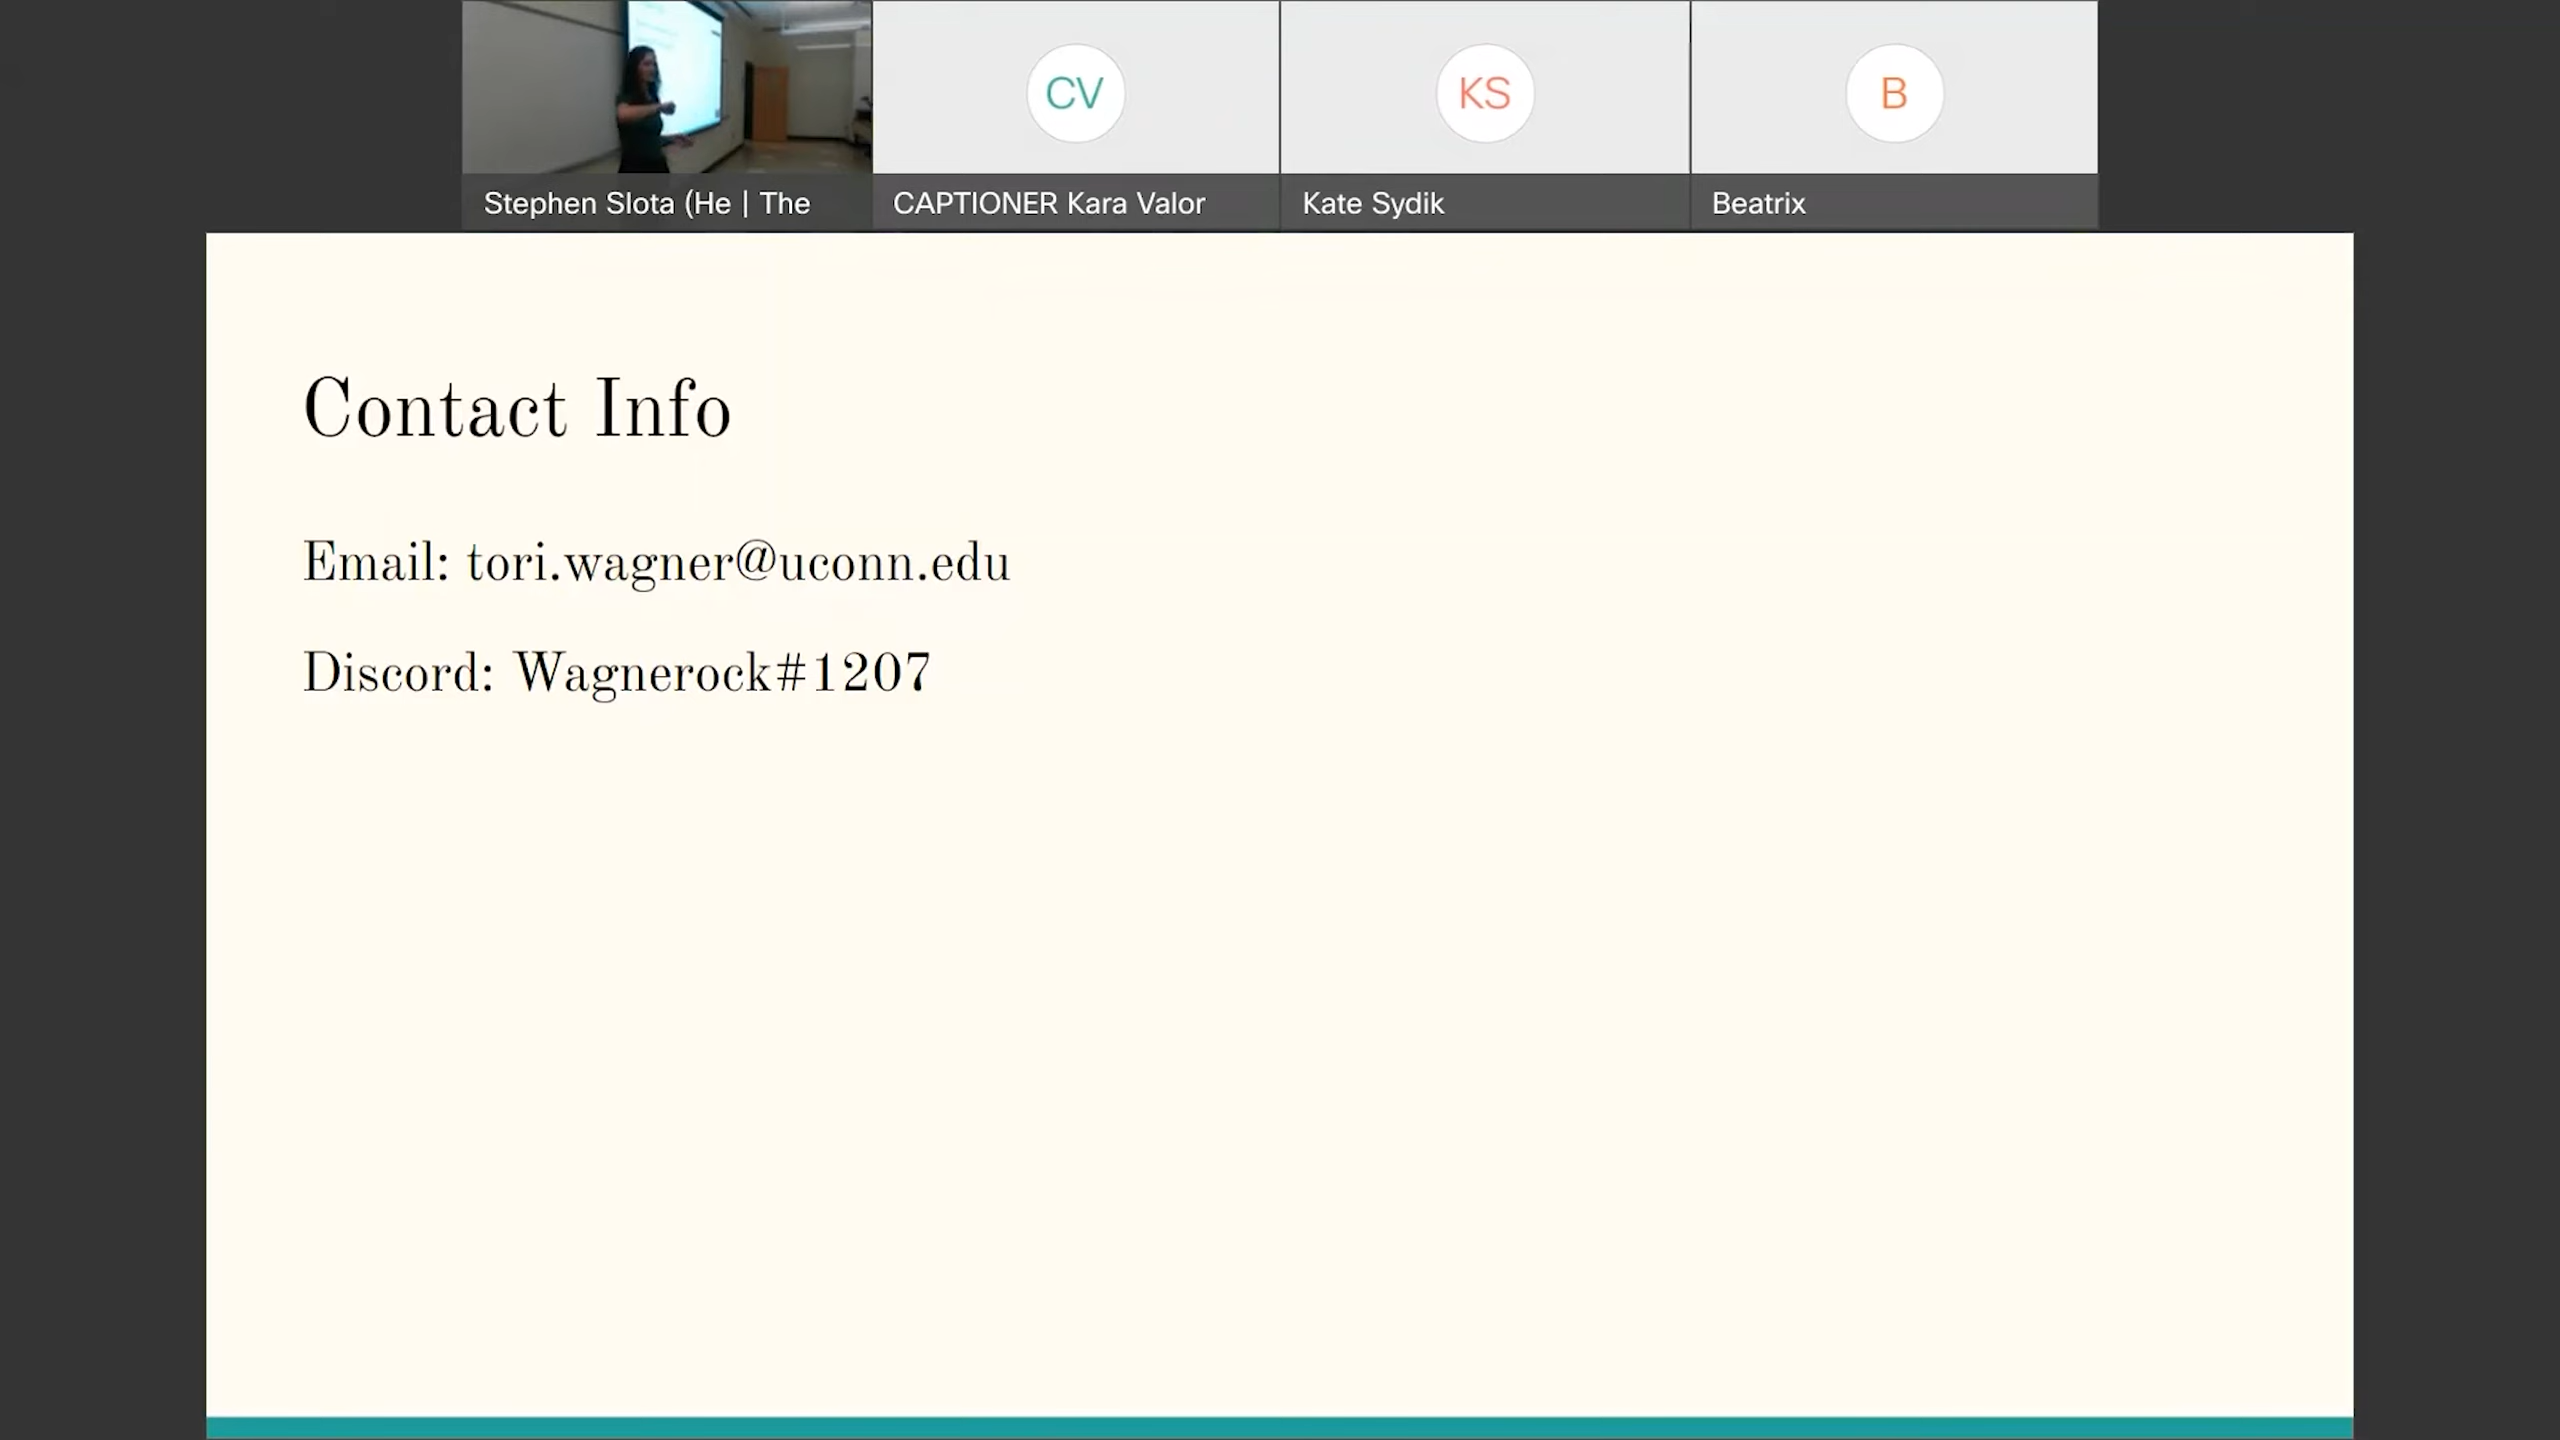 CV
KS
B
Stephen Slota (He | The
CAPTIONER Kara Valor
Kate Sydik
Beatrix
Contact Info
Email: tori.wagner@uconn.edu
Discord: Wagnerock#1207